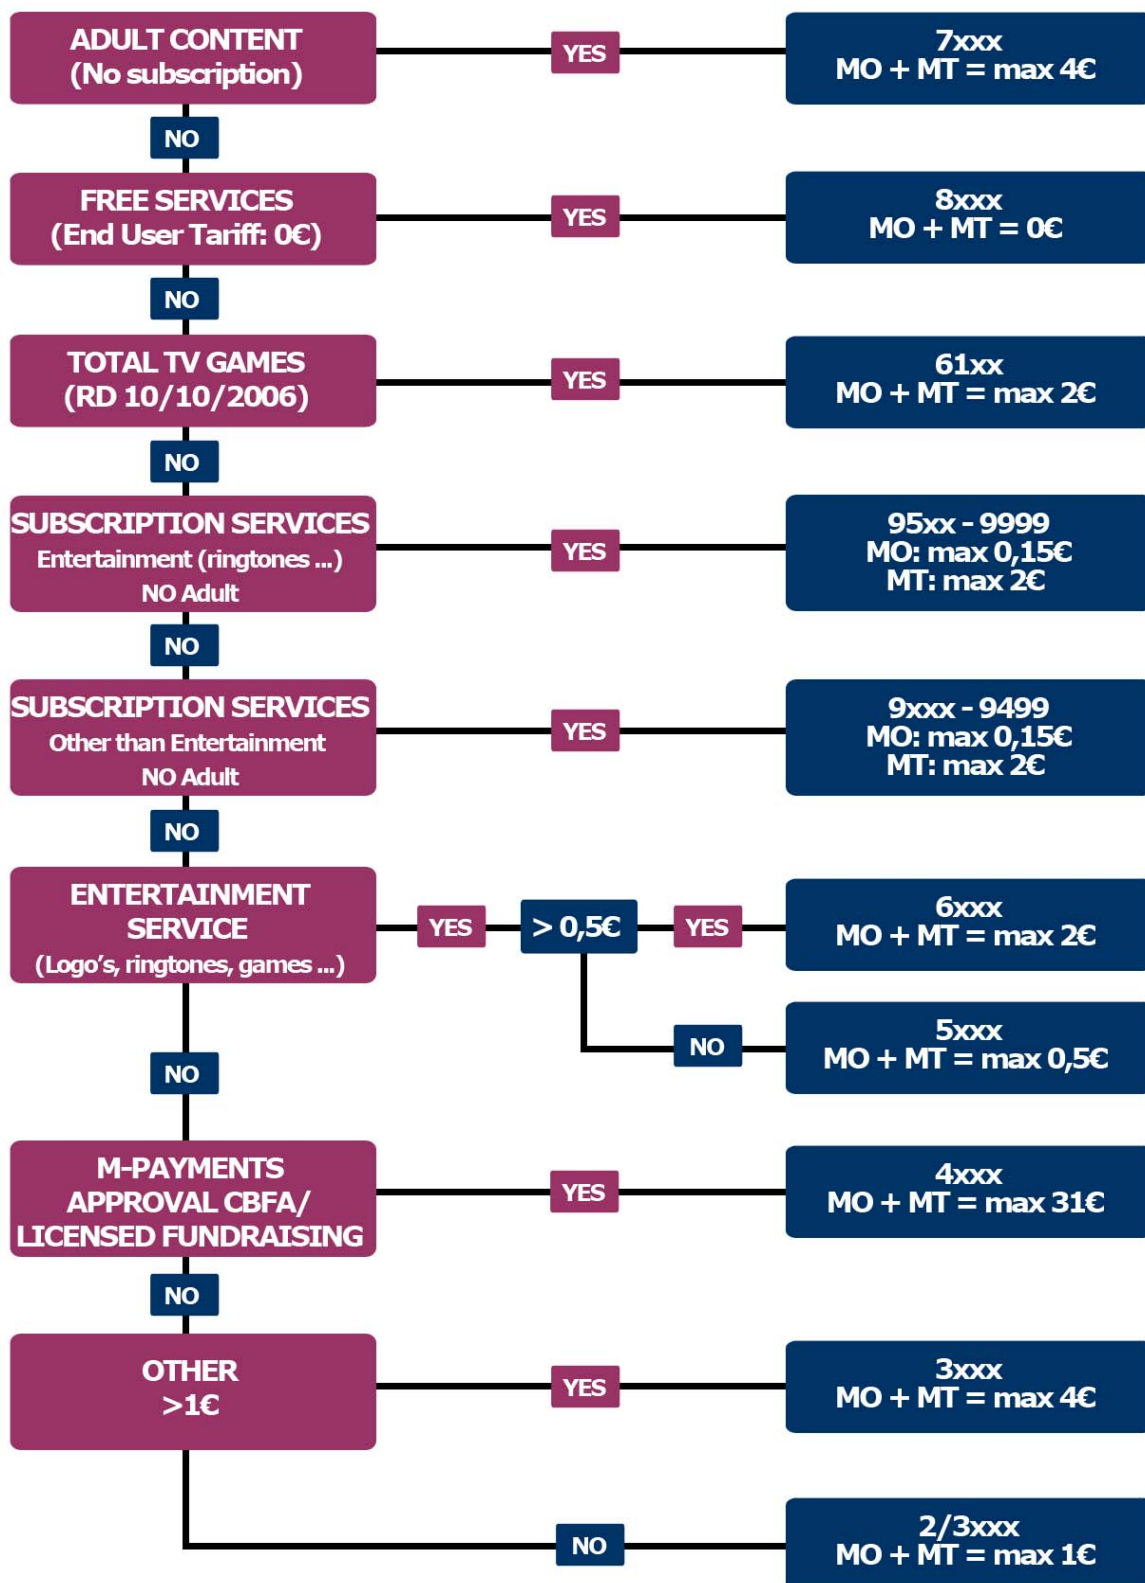 ADULT CONTENT
(No subscription)
YES
7xxx
MO + MT = max 4€
NO
FREE SERVICES
(End User Tariff: 0€)
YES
8xxx
MO + MT = 0€
NO
TOTAL TV GAMES
(RD 10/10/2006)
YES
61xx
MO + MT = max 2€
NO
SUBSCRIPTION SERVICES
Entertainment (ringtones ...)
NO Adult
YES
95xx - 9999
MO: max 0,15€
MT: max 2€
NO
SUBSCRIPTION SERVICES
Other than Entertainment
NO Adult
YES
9xxx - 9499
MO: max 0,15€
MT: max 2€
NO
ENTERTAINMENT
SERVICE
(Logo's, ringtones, games ...)
YES
> 0,5€
YES
6xxx
MO + MT = max 2€
NO
5xxx
MO + MT = max 0,5€
NO
M-PAYMENTS
APPROVAL CBFA/
LICENSED FUNDRAISING
YES
4xxx
MO + MT = max 31€
NO
OTHER
>1€
YES
3xxx
MO + MT = max 4€
NO
2/3xxx
MO + MT = max 1€